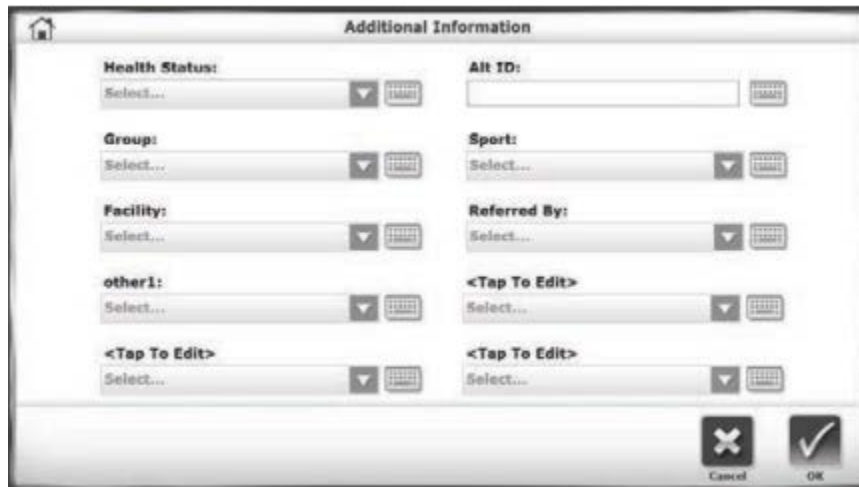 Additional Information
Health Status:
Alt ID:
Select...
Group:
Sport:
Select...
Select...
Facility:
Referred By:
Select...
Select...
other1:
<Tap To Edit>
Select...
Select...
<Tap To Edit>
<Tap To Edit>
Select...
Select...
Cancel
OK